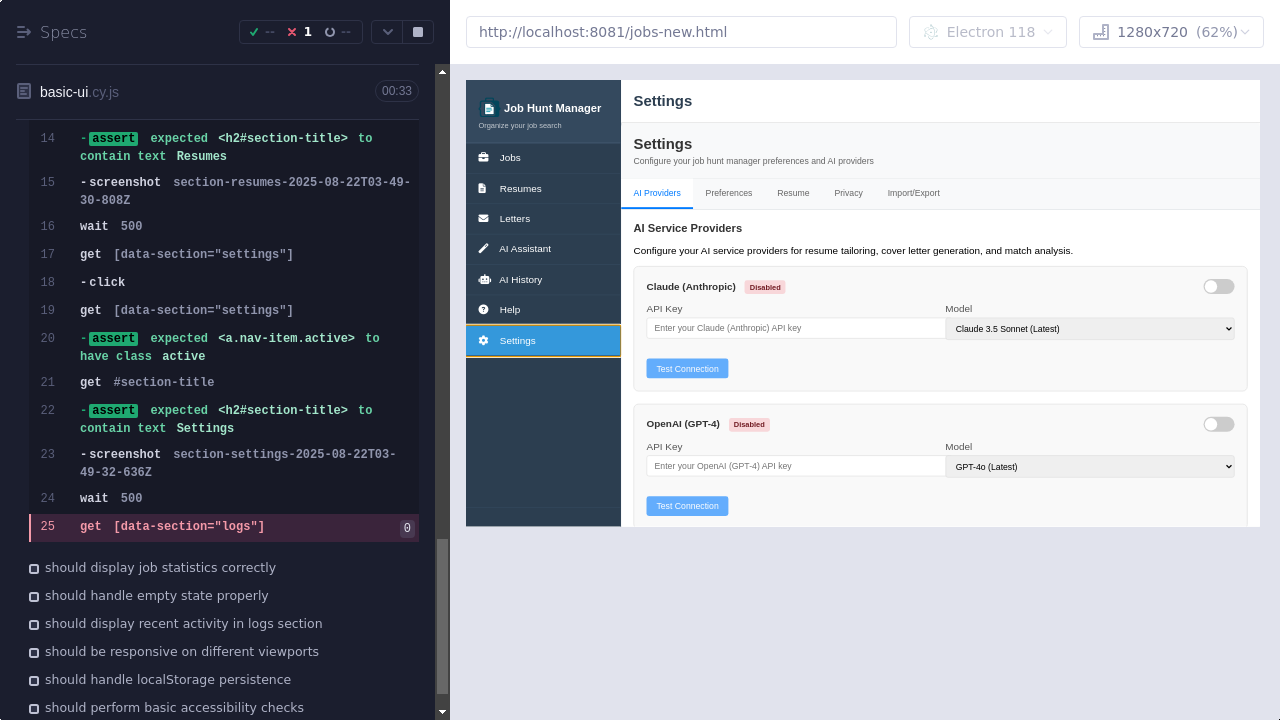 Specs
--
1
--
basic-ui.cy.js
00:33
14 -assert expected <h2#section-title> to
contain text Resumes
15 -screenshot section-resumes-2025-08-22T03-49-
30-808Z
16 wait 500
17 get [data-section="settings"]
18 -click
19 get [data-section="settings"]
20 -assert expected <a.nav-item.active> to
have class active
21 get #section-title
22 -assert expected <h2#section-title> to
contain text Settings
23 -screenshot section-settings-2025-08-22T03-
49-32-636Z
24 wait 500
25 get [data-section="logs"] 0
should display job statistics correctly
should handle empty state properly
should display recent activity in logs section
should be responsive on different viewports
should handle localStorage persistence
should perform basic accessibility checks
http://localhost:8081/jobs-new.html
Electron 118
1280x720 (62%)
Job Hunt Manager
Organize your job search
Jobs
Resumes
Letters
AI Assistant
AI History
Help
Settings
Settings
Settings
Configure your job hunt manager preferences and AI providers
AI Providers Preferences Resume Privacy Import/Export
AI Service Providers
Configure your AI service providers for resume tailoring, cover letter generation, and match analysis.
Claude (Anthropic) Disabled
API Key Model
Enter your Claude (Anthropic) API key Claude 3.5 Sonnet (Latest)
Test Connection
OpenAI (GPT-4) Disabled
API Key Model
Enter your OpenAI (GPT-4) API key GPT-4o (Latest)
Test Connection